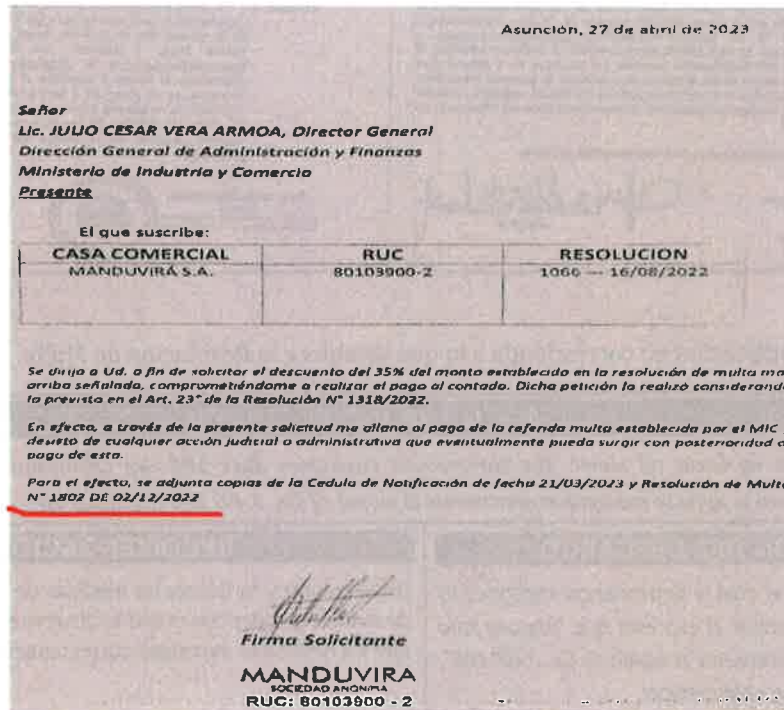 Asunción, 27 de abril de 2023
Señor
Lic. JULIO CESAR VERA ARMOA, Director General
Dirección General de Administración y Finanzas
Ministerio de Industria y Comercio
Presente
El que suscribe:
CASA COMERCIAL RUC RESOLUCION
MANDUVIRÁ S.A. 80103900-2 1066 — 16/08/2022
Se dirijo a Ud. a fin de solicitar el descuento del 35% del monto establecido en la resolución de multa
arriba señalada, comprometiéndome a realizar el pago al contado. Dicha petición la realizó considerando
lo previsto en el Art. 23° de la Resolución N° 1318/2022.
En efecto, a través de la presente solicitud me allano al pago de la referida multa establecida por el MIC
desisto de cualquier acción judicial o administrativa que eventualmente pueda surgir con posterioridad
pago de esta.
Para el efecto, se adjunta copias de la Cedula de Notificación de fecha 21/03/2023 y Resolución de Multa
N° 1802 DE 02/12/2022
Firma Solicitante
MANDUVIRA
SOCIEDAD ANONIMA
RUC: 80103900 - 2